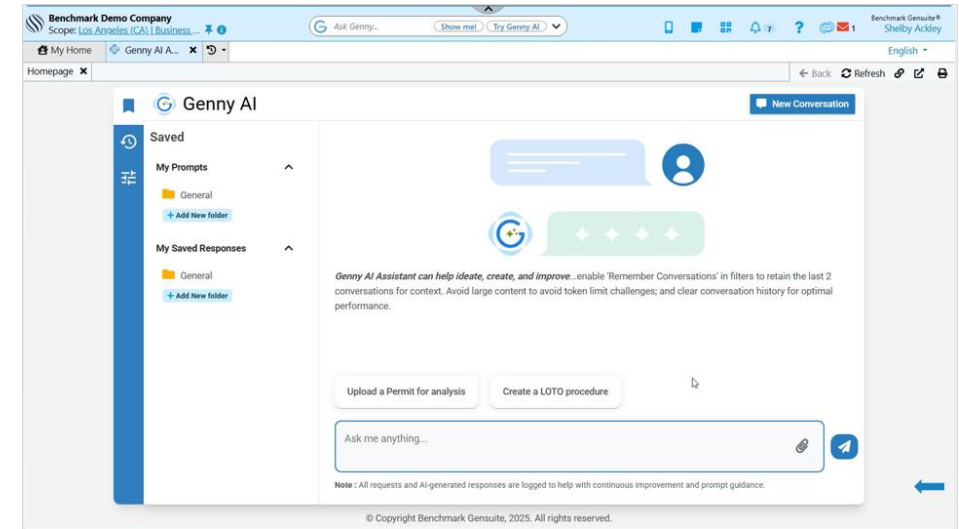 Benchmark Demo Company
Scope: Los Angeles (CA) | Business ...
Ask Genny...
Show me!
Try Genny AI
7
?
1
Benchmark Gensuite®
Shelby Ackley
My Home
Genny AI A...
English
Homepage
Back
Refresh
Genny AI
New Conversation
Saved
My Prompts
General
+ Add New folder
My Saved Responses
General
+ Add New folder
Genny AI Assistant can help ideate, create, and improve...enable 'Remember Conversations' in filters to retain the last 2
conversations for context. Avoid large content to avoid token limit challenges; and clear conversation history for optimal
performance.
Upload a Permit for analysis
Create a LOTO procedure
Ask me anything...
Note : All requests and AI-generated responses are logged to help with continuous improvement and prompt guidance.
© Copyright Benchmark Gensuite, 2025. All rights reserved.